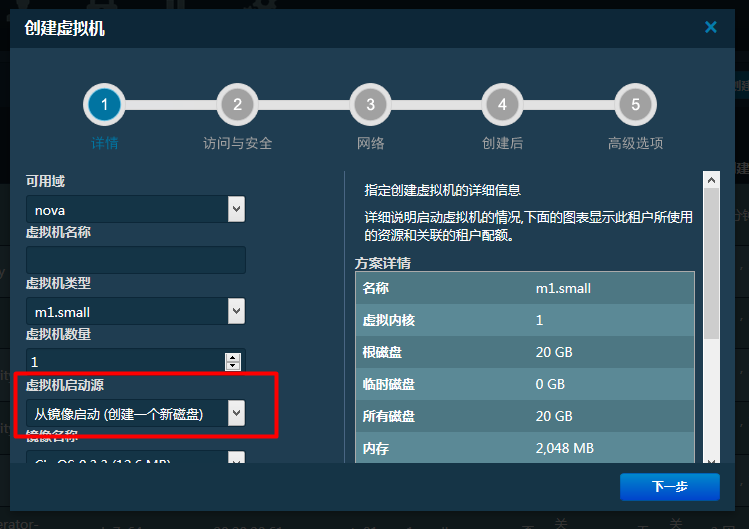 创建虚拟机
1
2
3
4
5
详情
访问与安全
网络
创建后
高级选项
可用域
nova
虚拟机名称
虚拟机类型
m1.small
虚拟机数量
1
虚拟机启动源
从镜像启动 (创建一个新磁盘)
镜像名称
指定创建虚拟机的详细信息
详细说明启动虚拟机的情况,下面的图表显示此租户所使用
的资源和关联的租户配额。
方案详情
名称 m1.small
虚拟内核 1
根磁盘 20 GB
临时磁盘 0 GB
所有磁盘 20 GB
内存 2,048 MB
下一步